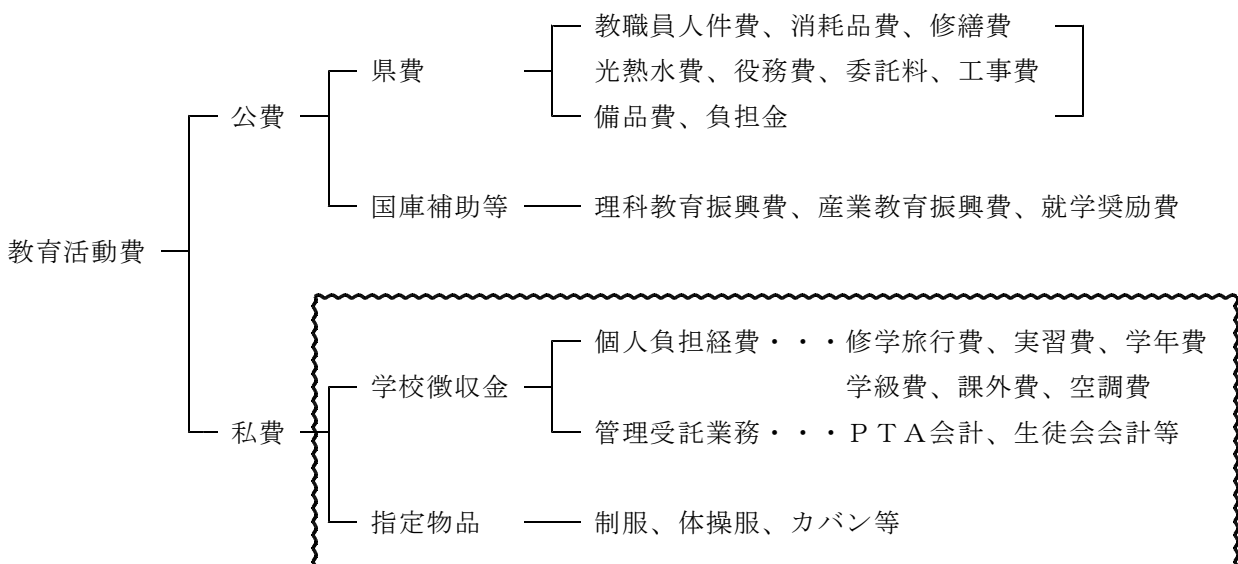 教職員人件費、消耗品費、修繕費
県費
光熱水費、役務費、委託料、工事費
公費
備品費、負担金
国庫補助等
理科教育振興費、産業教育振興費、就学奨励費
教育活動費
個人負担経費・・・修学旅行費、実習費、学年費
学校徴収金
学級費、課外費、空調費
私費
管理受託業務・・・ＰＴＡ会計、生徒会会計等
指定物品
制服、体操服、カバン等